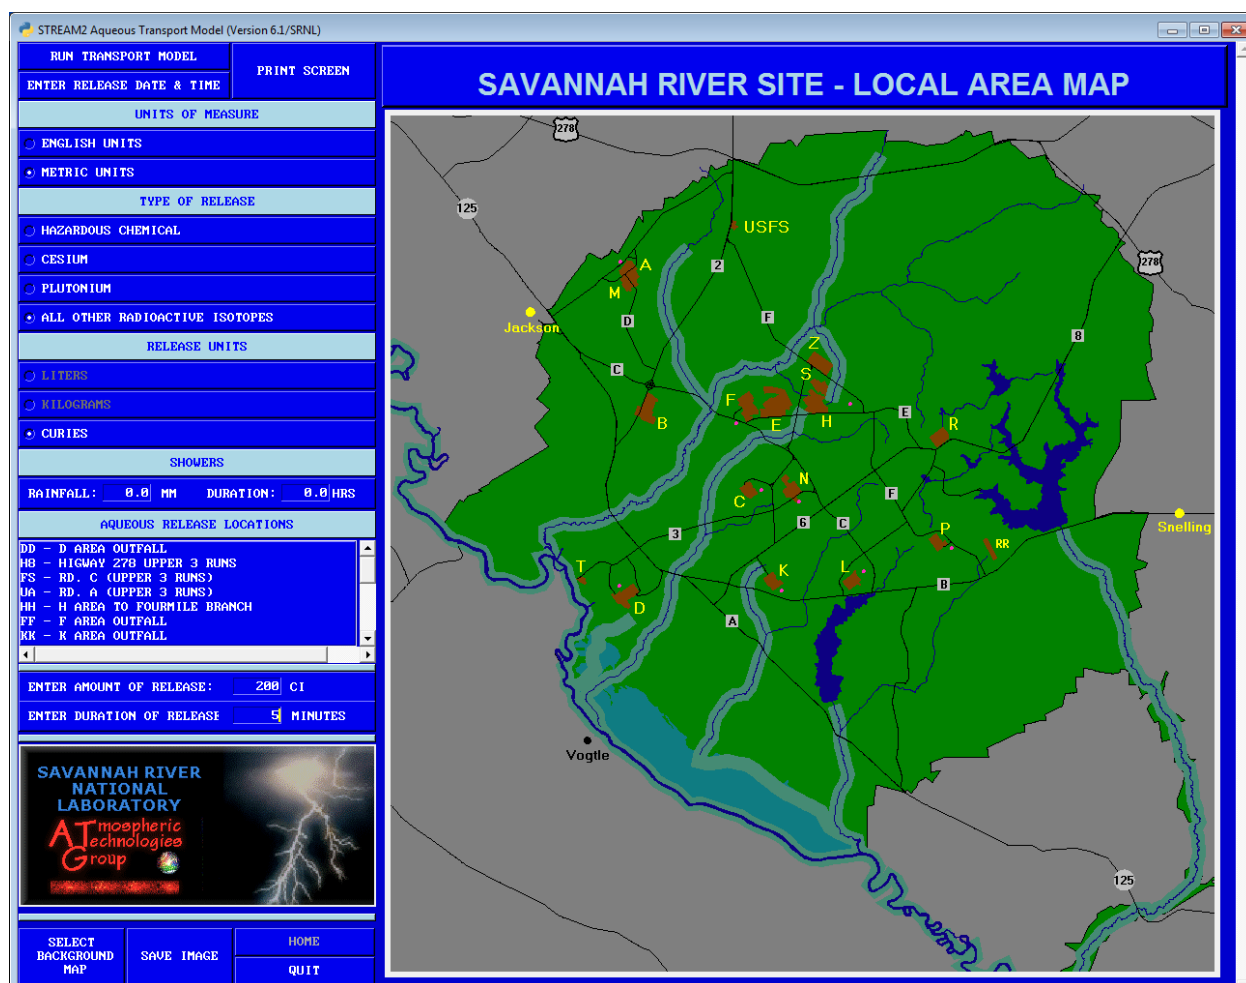 STREAM2 Aqueous Transport Model (Version 6.1/SRNL)
RUN TRANSPORT MODEL
ENTER RELEASE DATE & TIME
PRINT SCREEN
UNITS OF MEASURE
ENGLISH UNITS
METRIC UNITS
TYPE OF RELEASE
HAZARDOUS CHEMICAL
CESIUM
PLUTONIUM
ALL OTHER RADIOACTIVE ISOTOPES
RELEASE UNITS
LITERS
KILOGRAMS
CURIES
SHOWERS
RAINFALL: 0.0 MM DURATION: 0.0 HRS
AQUEOUS RELEASE LOCATIONS
DD - D AREA OUTFALL
H8 - HIGWAY 278 UPPER 3 RUNS
FS - RD. C (UPPER 3 RUNS)
UA - RD. A (UPPER 3 RUNS)
HH - H AREA TO FOURMILE BRANCH
FF - F AREA OUTFALL
KK - K AREA OUTFALL
ENTER AMOUNT OF RELEASE: 200 CI
ENTER DURATION OF RELEASE 5 MINUTES
SAVANNAH RIVER
NATIONAL
LABORATORY
ATmospheric
Technologies
Group
SELECT
BACKGROUND
MAP
SAVE IMAGE
HOME
QUIT
SAVANNAH RIVER SITE - LOCAL AREA MAP
278
125
USFS
A
2
278
M
Jackson
D
F
8
Z
C
S
F
E
B
E
H
R
N
C
F
6
C
Snelling
3
P
RR
T
K
L
B
D
A
Vogtle
125